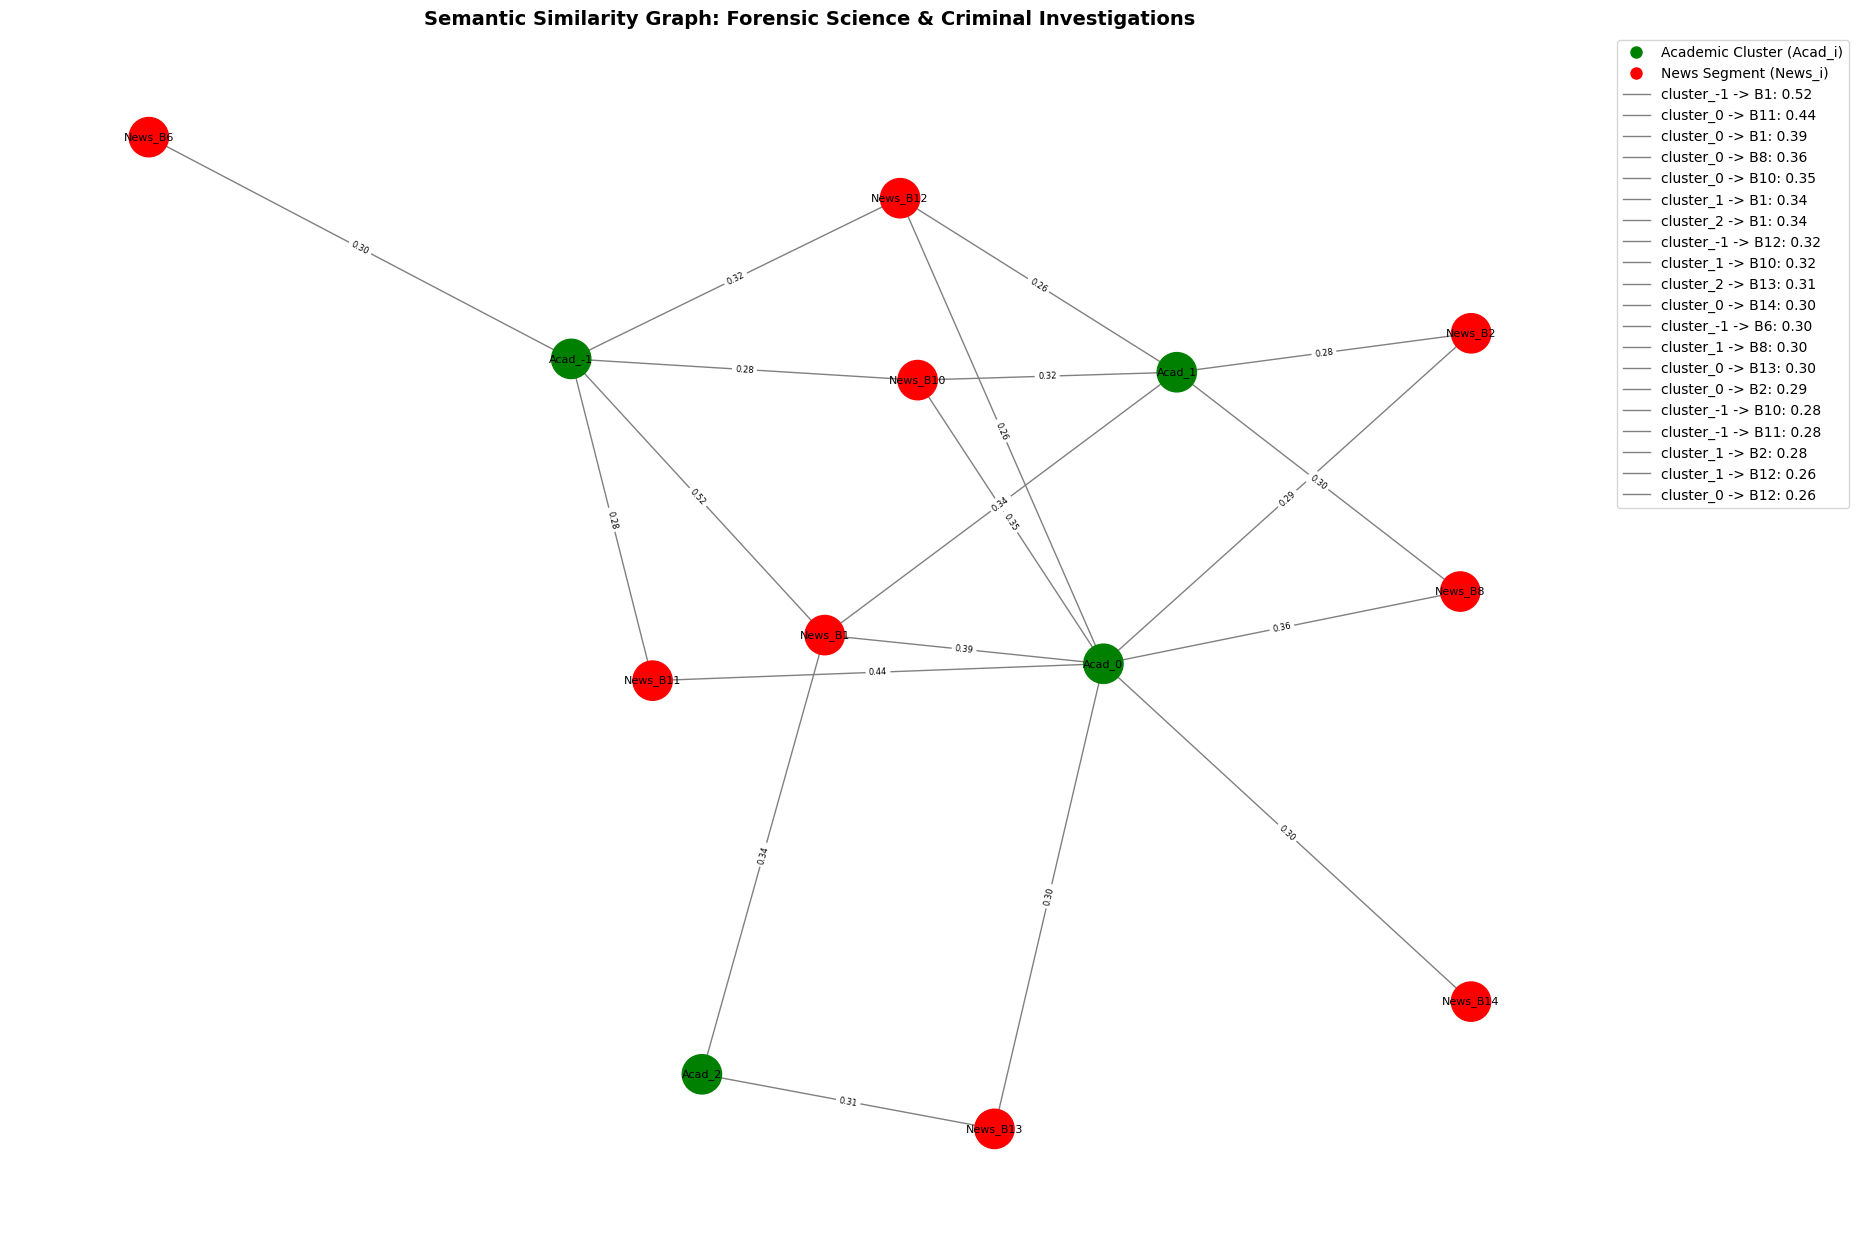 Semantic Similarity Graph: Forensic Science & Criminal Investigations
Academic Cluster (Acad_i)
News Segment (News_i)
cluster_-1 -> B1: 0.52
cluster_0 -> B11: 0.44
cluster_0 -> B1: 0.39
cluster_0 -> B8: 0.36
cluster_0 -> B10: 0.35
cluster_1 -> B1: 0.34
cluster_2 -> B1: 0.34
cluster_-1 -> B12: 0.32
cluster_1 -> B10: 0.32
cluster_2 -> B13: 0.31
cluster_0 -> B14: 0.30
cluster_-1 -> B6: 0.30
cluster_1 -> B8: 0.30
cluster_0 -> B13: 0.30
cluster_0 -> B2: 0.29
cluster_-1 -> B10: 0.28
cluster_-1 -> B11: 0.28
cluster_1 -> B2: 0.28
cluster_1 -> B12: 0.26
cluster_0 -> B12: 0.26
News_B6
News_B12
0.30
0.32
0.26
News_B2
Acad_-1
0.28
News_B10
0.32
Acad_1
0.28
0.26
0.30
0.52
0.29
0.34
0.35
0.28
News_B8
0.36
News_B1
0.39
Acad_0
0.44
News_B11
0.30
0.34
0.30
News_B14
Acad_2
0.31
News_B13